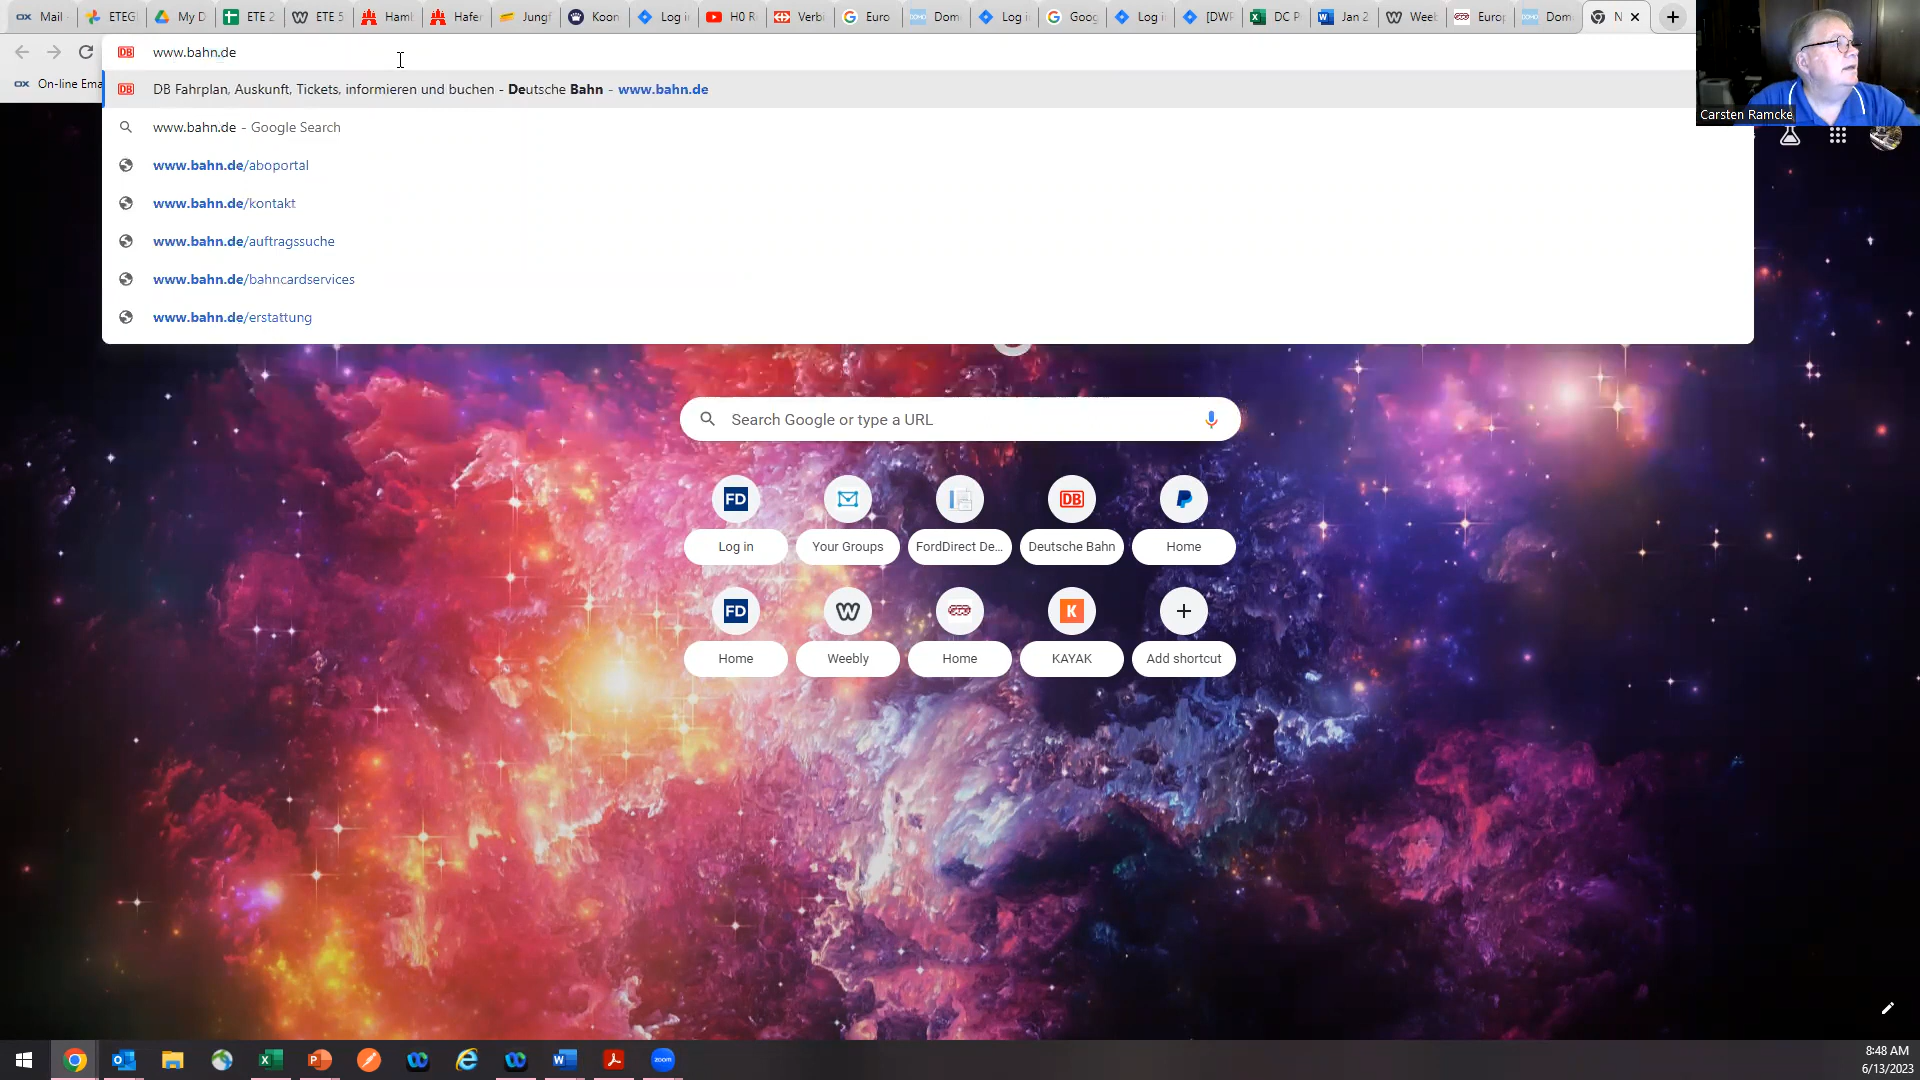 Mail
ETEG
My D
ETE 2
ETE 5
Haml
Hafer
Jungf
Koon
Log i
H0 R
Verbi
Euro
Dom
Log i
Goog
Log i
[DW
DC P
Jan 2
Weeb
Europ
Dom
N
www.bahn.de
On-line Ema
DB Fahrplan, Auskunft, Tickets, informieren und buchen - Deutsche Bahn - www.bahn.de
www.bahn.de - Google Search
www.bahn.de/aboportal
www.bahn.de/kontakt
www.bahn.de/auftragssuche
www.bahn.de/bahncardservices
www.bahn.de/erstattung
Carsten Ramcke
Search Google or type a URL
FD
DB
Log in
Your Groups
FordDirect De...
Deutsche Bahn
Home
FD
K
Home
Weebly
Home
KAYAK
Add shortcut
zoom
8:48 AM
6/13/2023